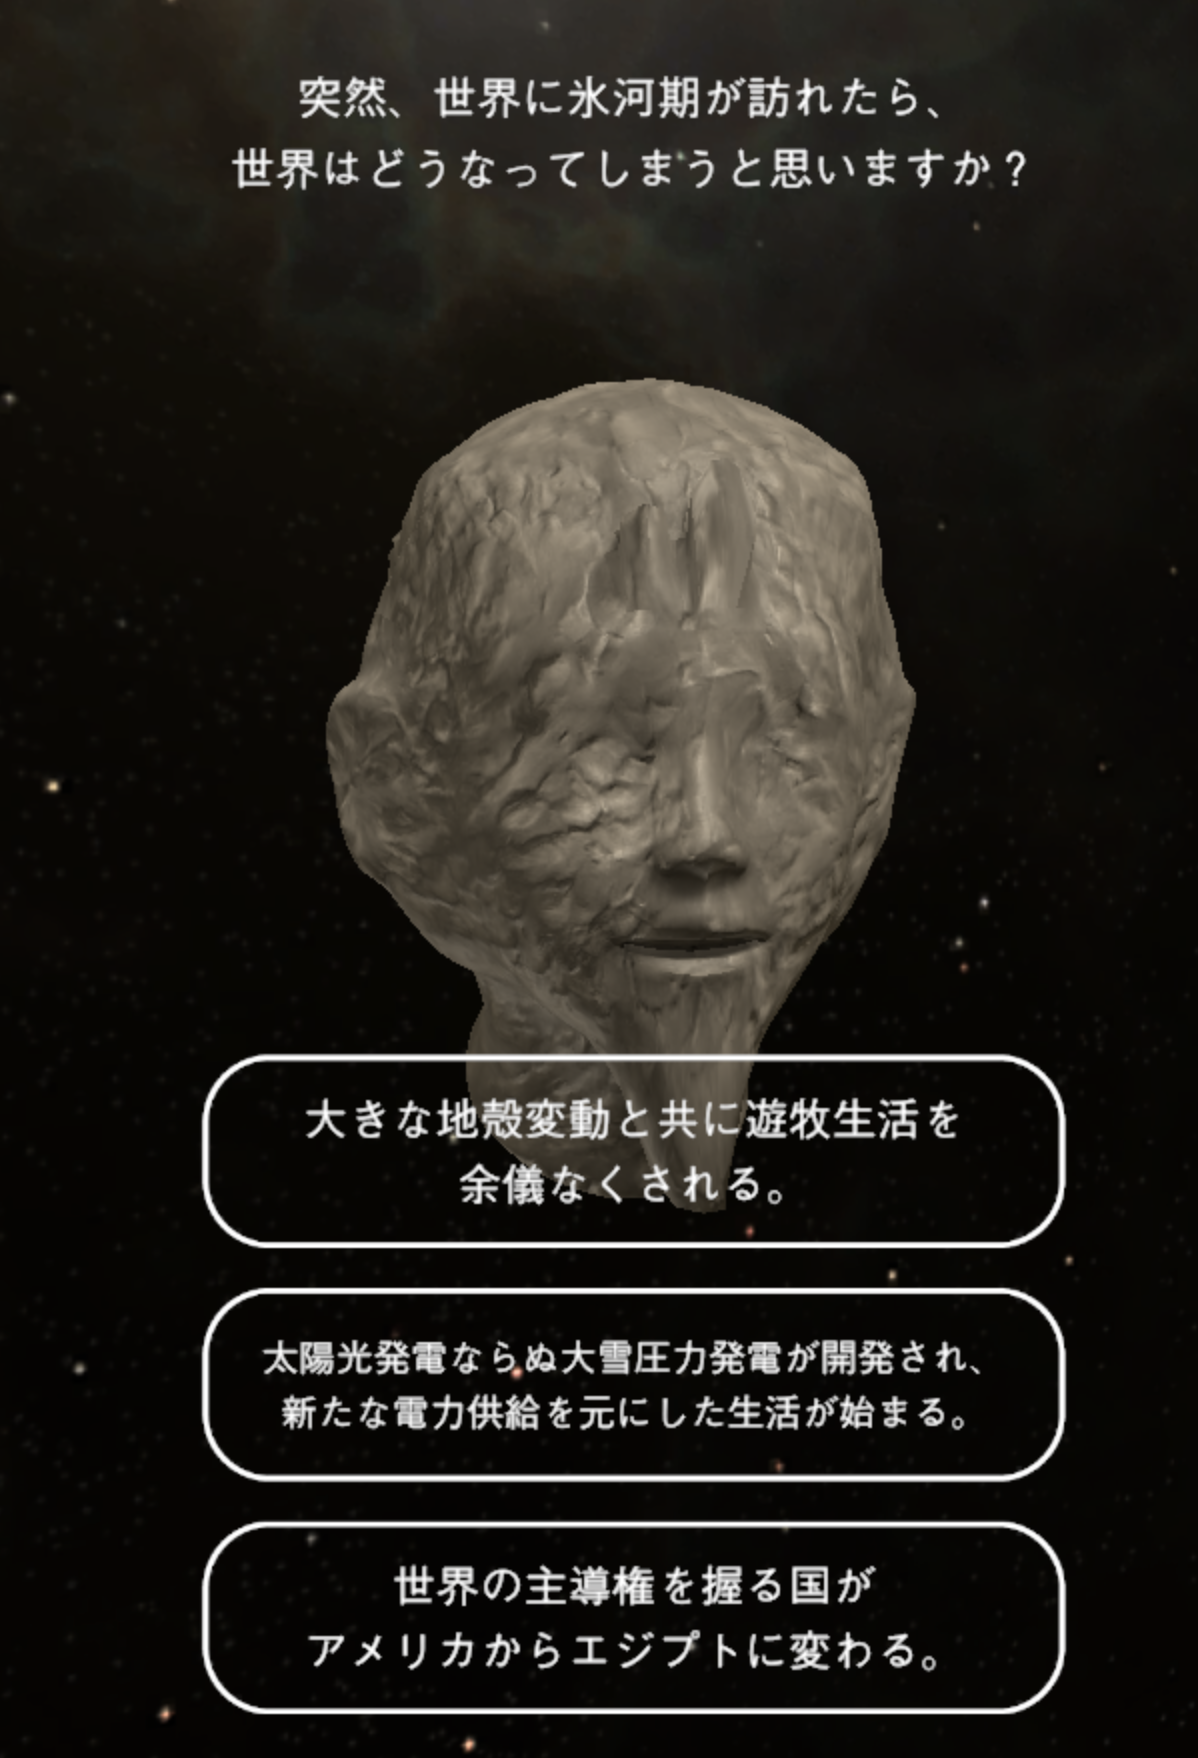 突然、世界に氷河期が訪れたら、
世界はどうなってしまうと思いますか？
大きな地殻変動と共に遊牧生活を
余儀なくされる。
太陽光発電ならぬ大雪圧力発電が開発され、
新たな電力供給を元にした生活が始まる。
世界の主導権を握る国が
アメリカからエジプトに変わる。